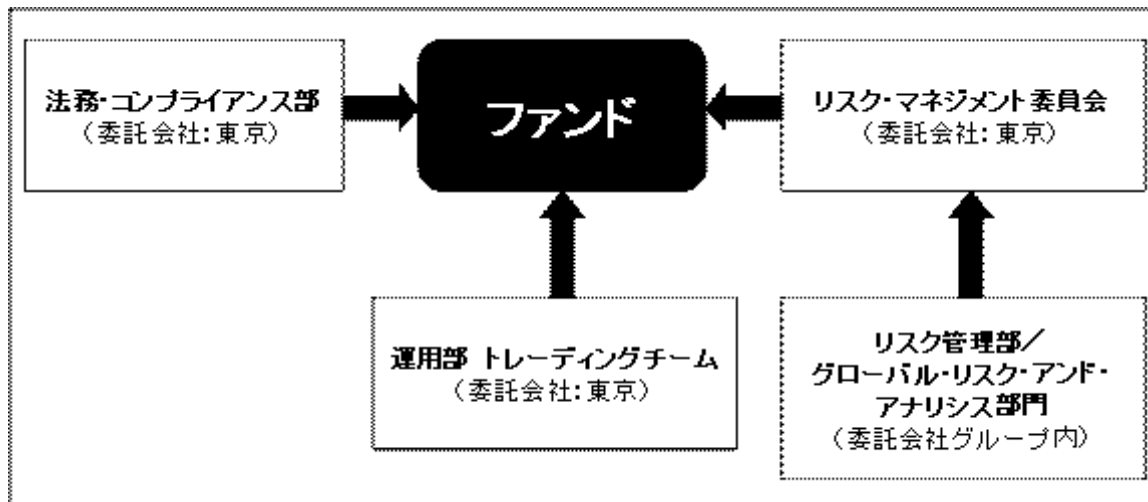 法務・コンプライアンス部
（委託会社：東京）
ファンド
リスク・マネジメント委員会
（委託会社：東京）
運用部 トレーディングチーム
（委託会社：東京）
リスク管理部／
グローバル・リスク・アンド・
アナリシス部門
（委託会社グループ内）